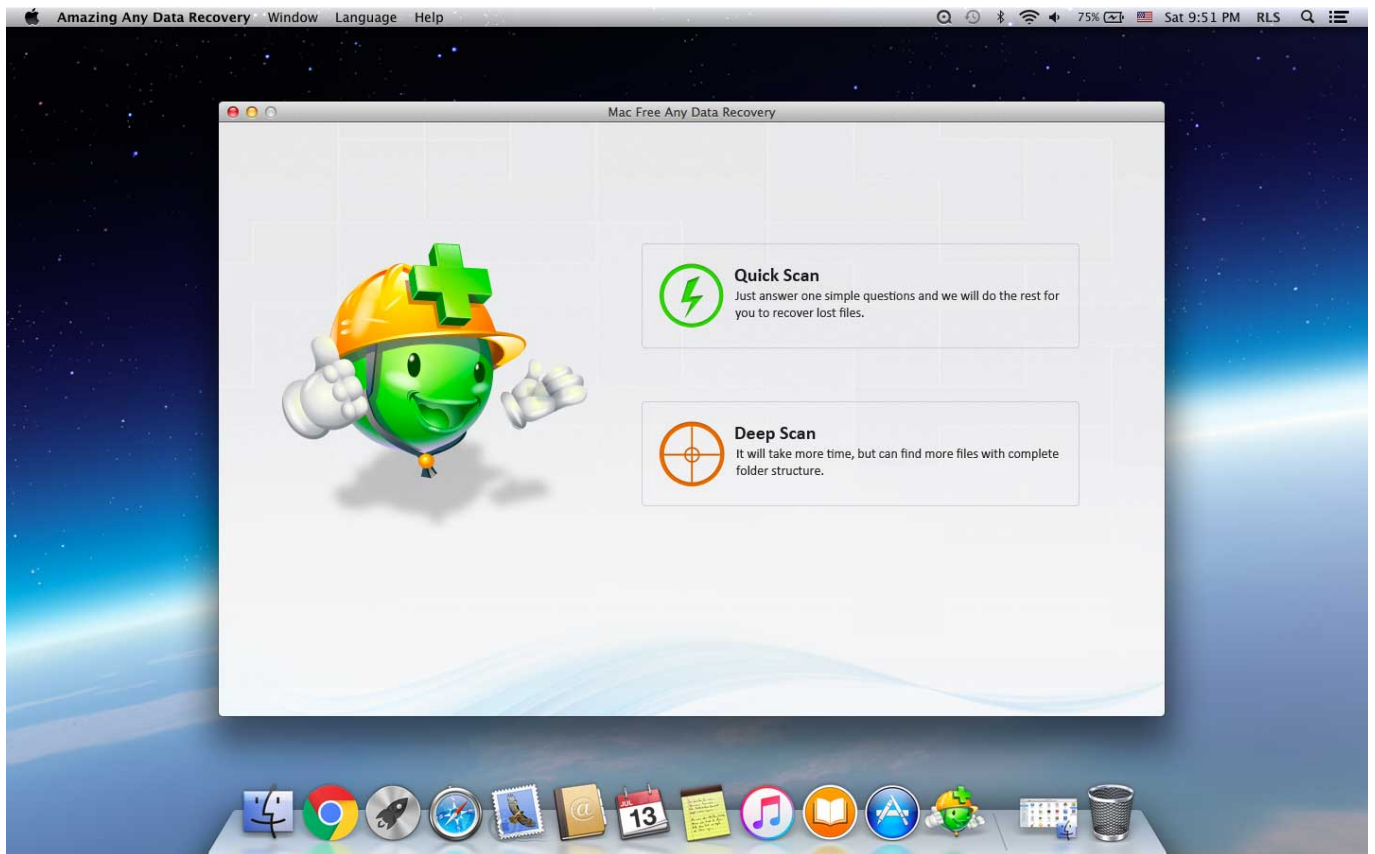 Amazing Any Data Recovery Window Language Help 75% Sat 9:51 PM RLS
Mac Free Any Data Recovery
Quick Scan
Just answer one simple questions and we will do the rest for
you to recover lost files.
Deep Scan
It will take more time, but can find more files with complete
folder structure.
@
JUL
13